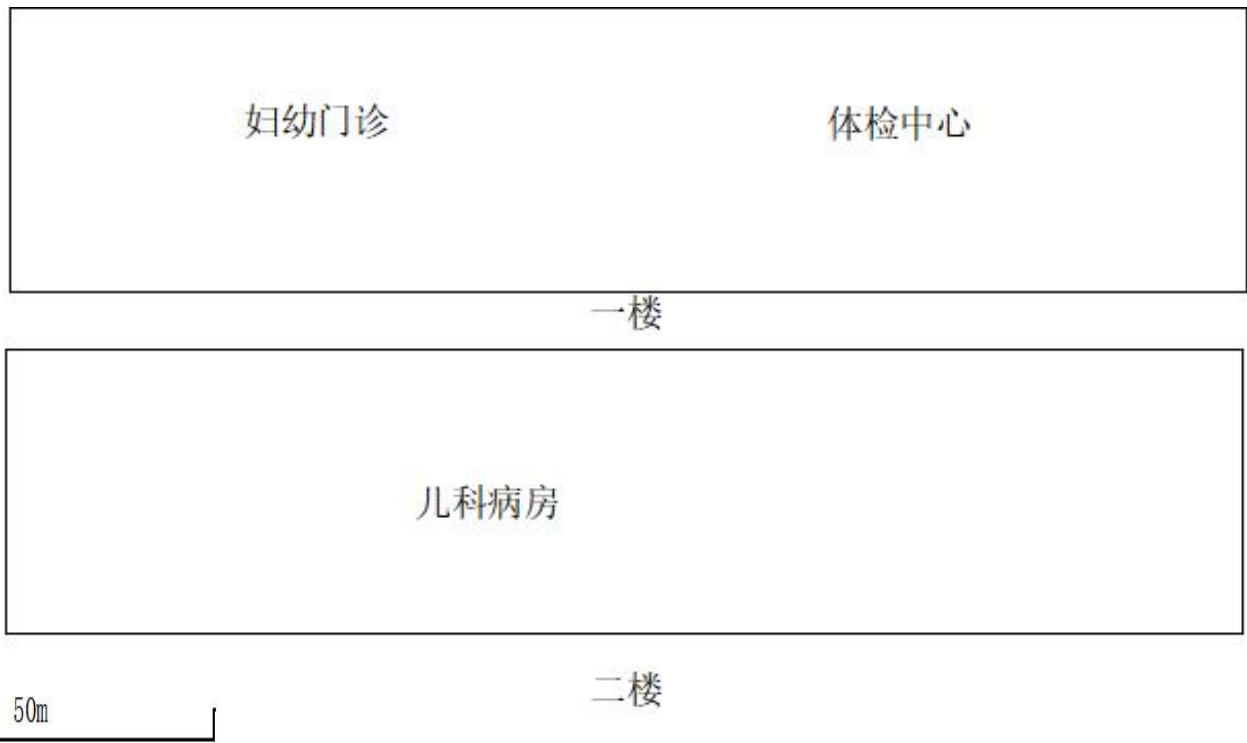 妇幼门诊 体检中心
一楼
儿科病房
二楼
50m